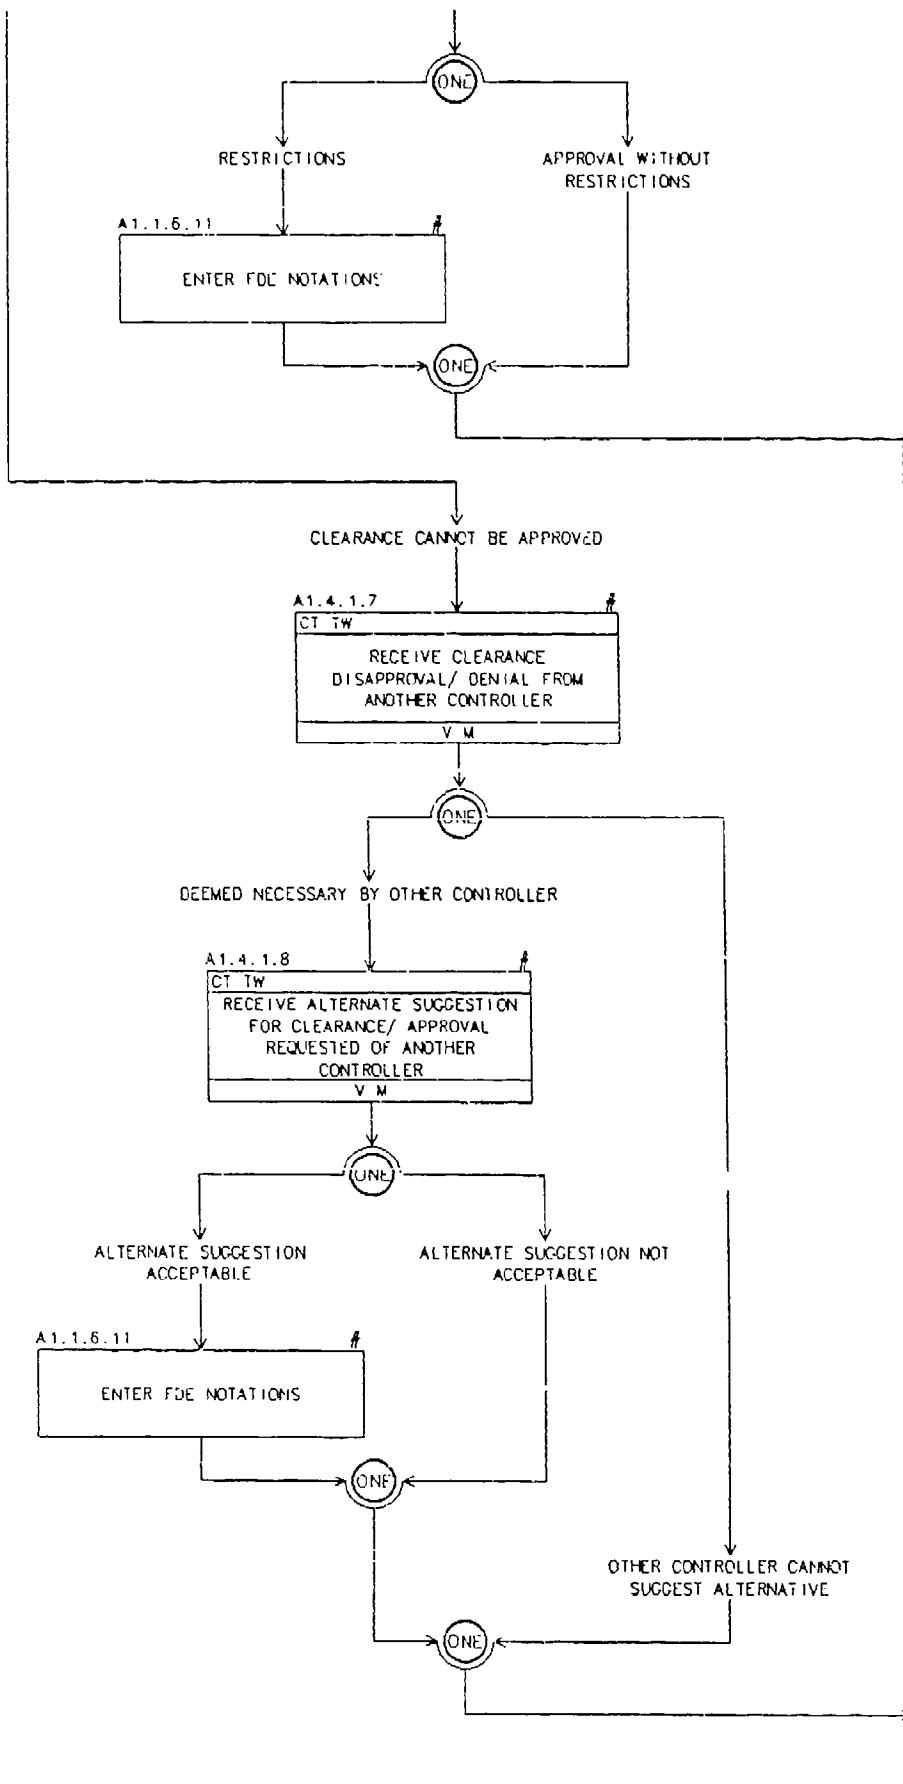 ONE
RESTRICTIONS
APPROVAL WITHOUT
RESTRICTIONS
A1.1.6.11 #
ENTER FDE NOTATIONS
ONE
CLEARANCE CANNOT BE APPROVED
A1.4.1.7 #
CT TW
RECEIVE CLEARANCE
DISAPPROVAL/ DENIAL FROM
ANOTHER CONTROLLER
V M
ONE
DEEMED NECESSARY BY OTHER CONTROLLER
A1.4.1.8 #
CT TW
RECEIVE ALTERNATE SUGGESTION
FOR CLEARANCE/ APPROVAL
REQUESTED OF ANOTHER
CONTROLLER
V M
ONE
ALTERNATE SUGGESTION
ACCEPTABLE
ALTERNATE SUGGESTION NOT
ACCEPTABLE
A1.1.6.11 #
ENTER FDE NOTATIONS
ONE
OTHER CONTROLLER CANNOT
SUGGEST ALTERNATIVE
ONE